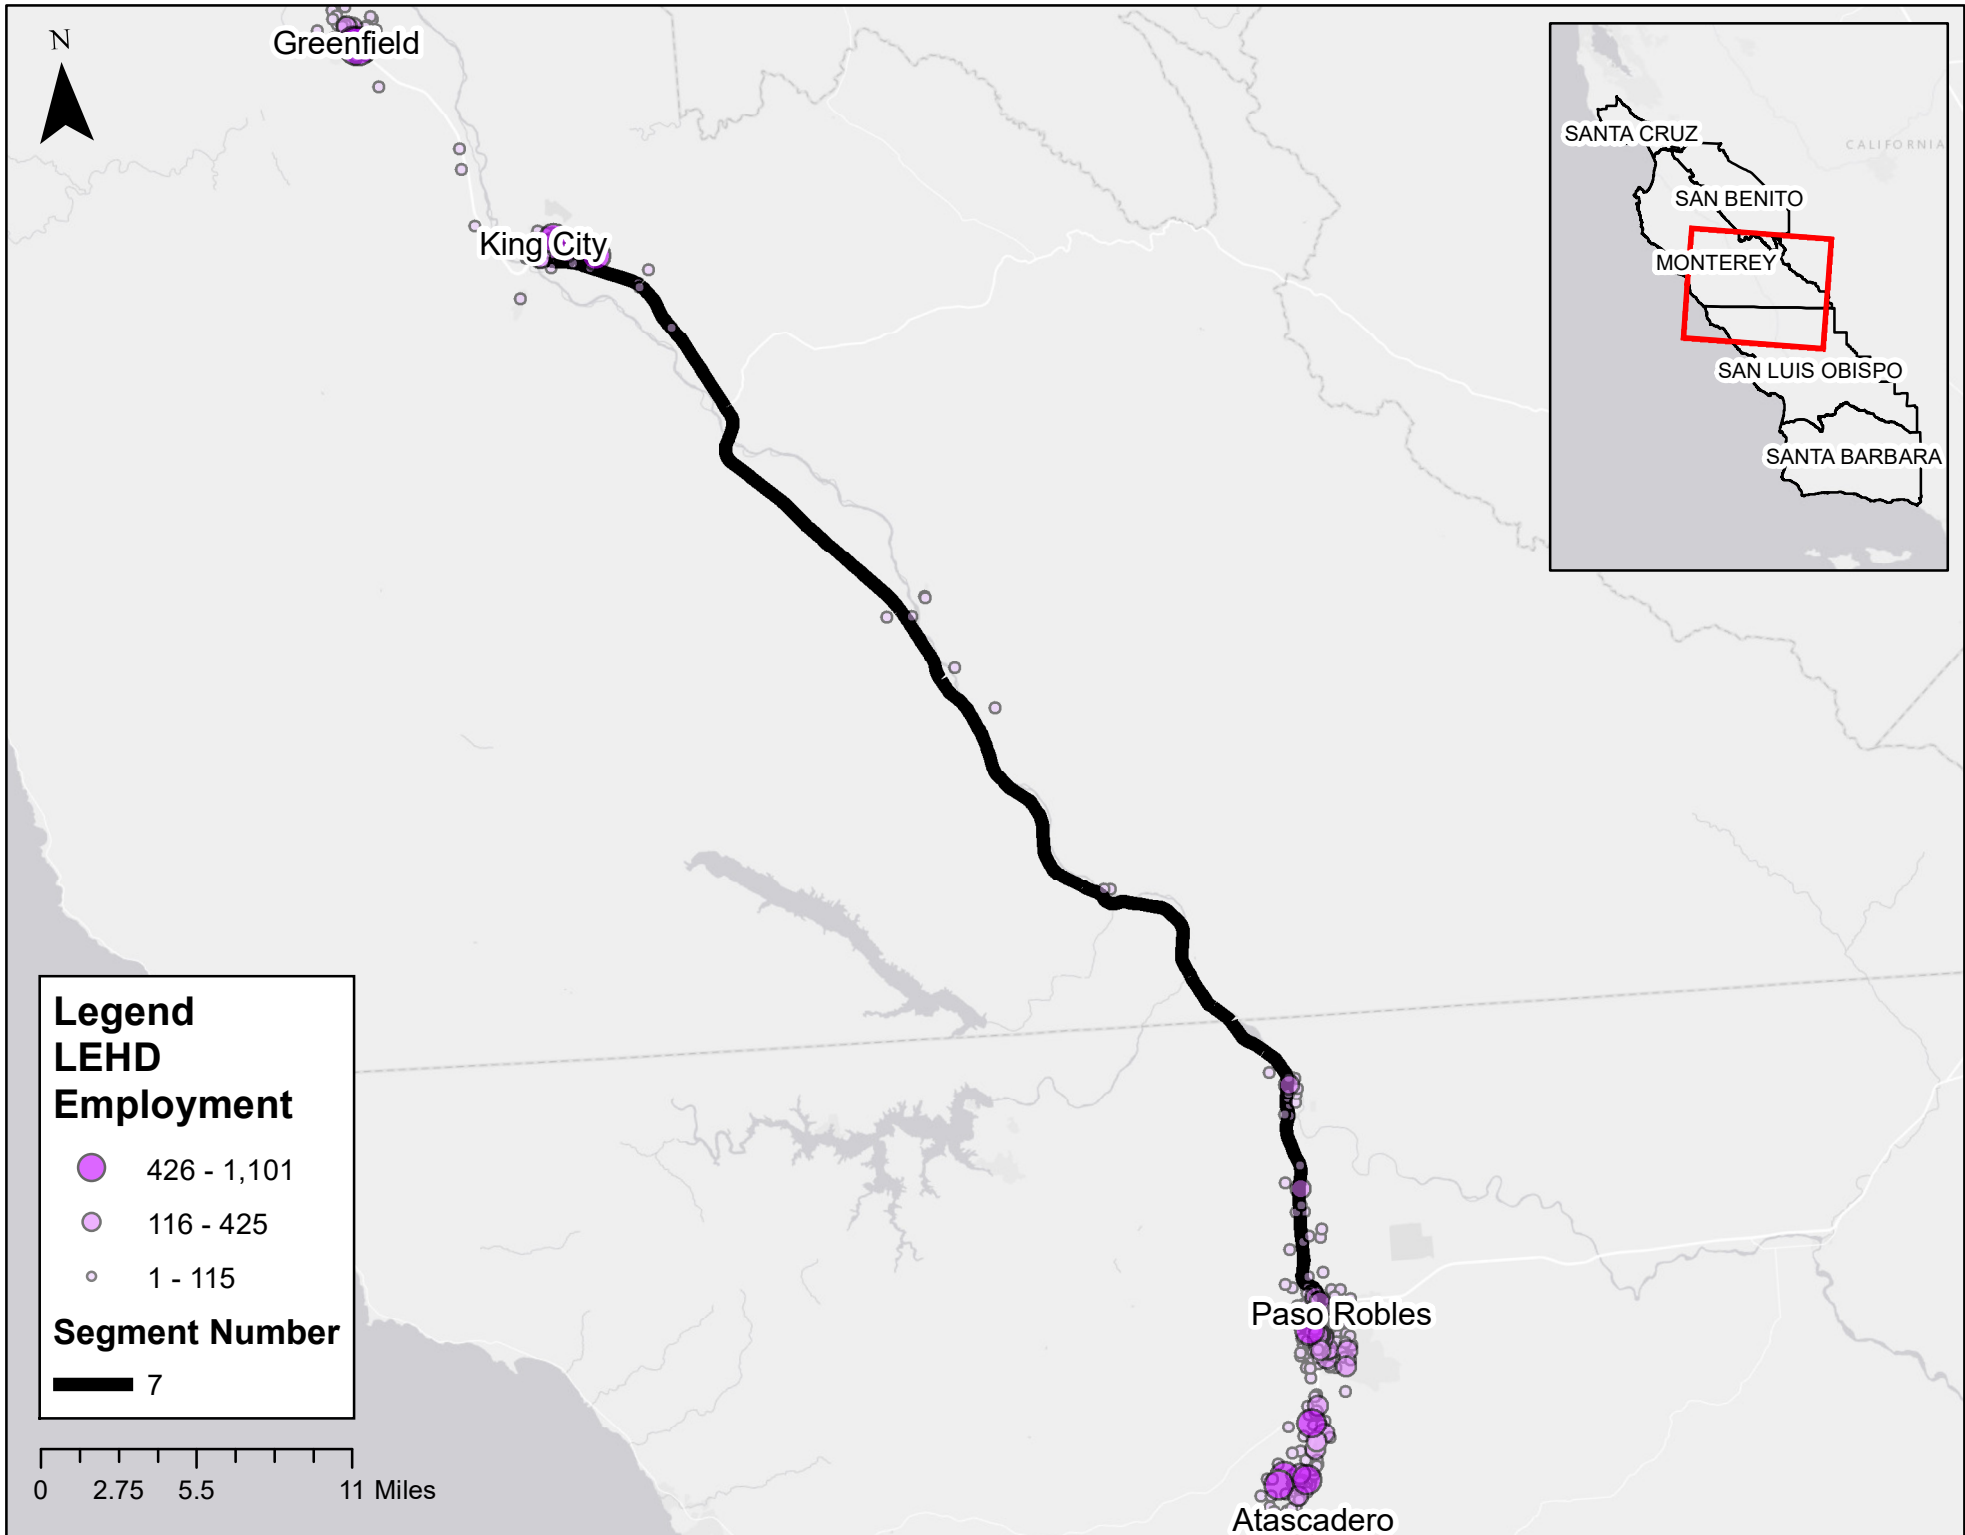 N
Greenfield
King City
SANTA CRUZ
CALIFORNIA
SAN BENITO
MONTEREY
SAN LUIS OBISPO
SANTA BARBARA
Legend
LEHD
Employment
426 - 1,101
116 - 425
1 - 115
Segment Number
7
0 2.75 5.5 11 Miles
Paso Robles
Atascadero